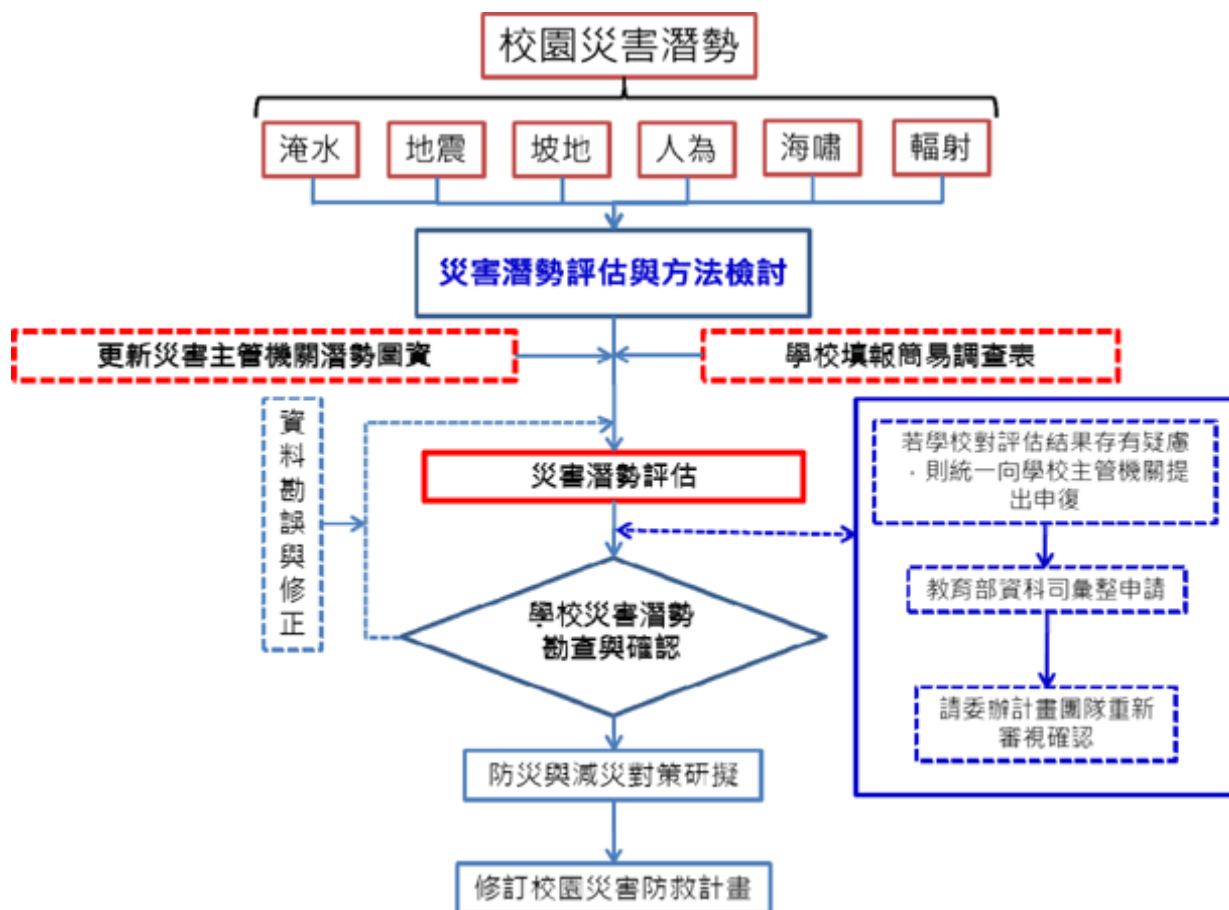 校園災害潛勢
淹水
地震
坡地
人為
海嘯
輻射
災害潛勢評估與方法檢討
更新災害主管機關潛勢圖資
學校填報簡易調查表
資料勘誤與修正
災害潛勢評估
若學校對評估結果存有疑慮
，則統一向學校主管機關提
出申復
教育部資科司彙整申請
學校災害潛勢
勘查與確認
請委辦計畫團隊重新
審視確認
防災與減災對策研擬
修訂校園災害防救計畫